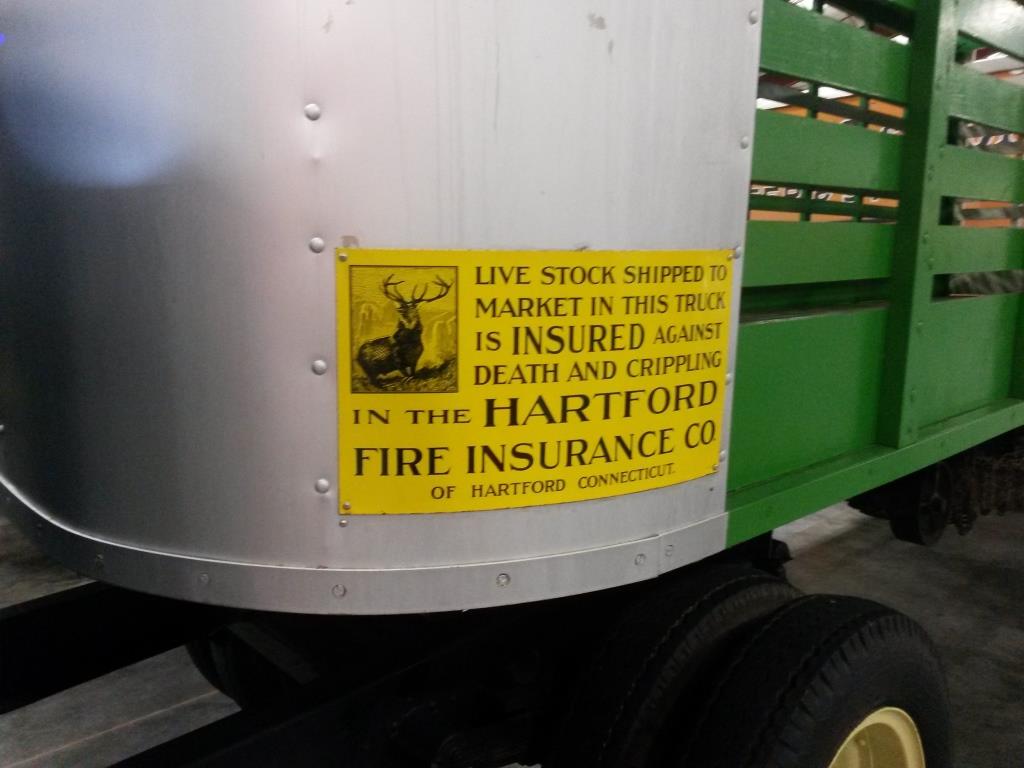 LIVE STOCK SHIPPED TO
MARKET IN THIS TRUCK
IS INSURED AGAINST
DEATH AND CRIPPLING
IN THE HARTFORD
FIRE INSURANCE CO.
OF HARTFORD CONNECTICUT.